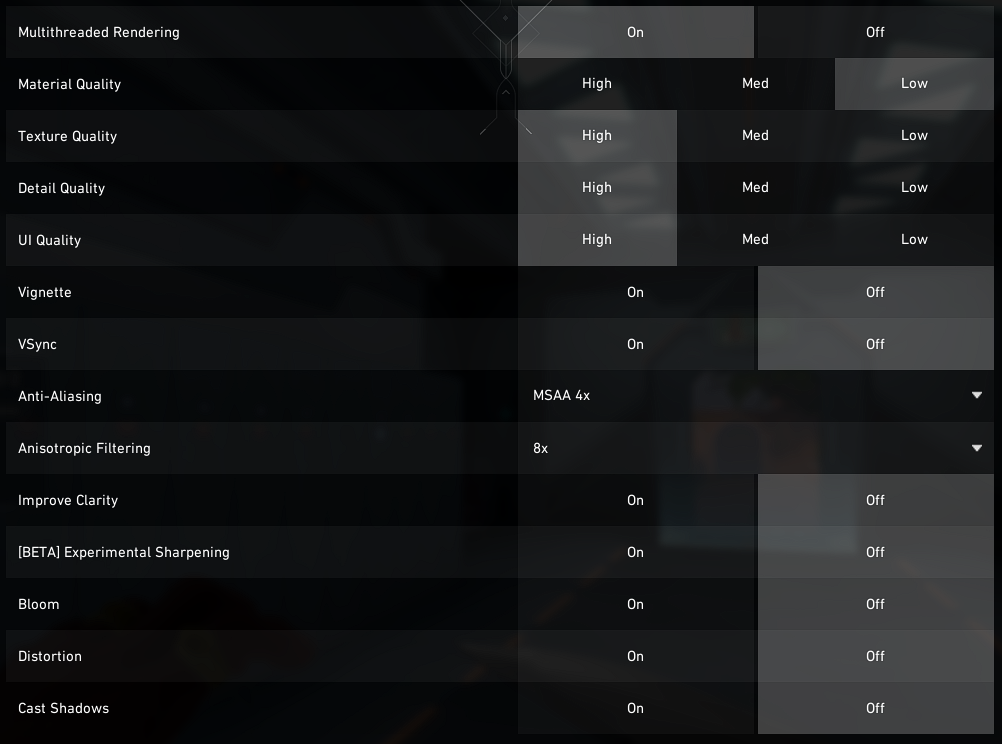 Multithreaded Rendering On Off
Material Quality High Med Low
Texture Quality High Med Low
Detail Quality High Med Low
UI Quality High Med Low
Vignette On Off
VSync On Off
Anti-Aliasing MSAA 4x
Anisotropic Filtering 8x
Improve Clarity On Off
[BETA] Experimental Sharpening On Off
Bloom On Off
Distortion On Off
Cast Shadows On Off